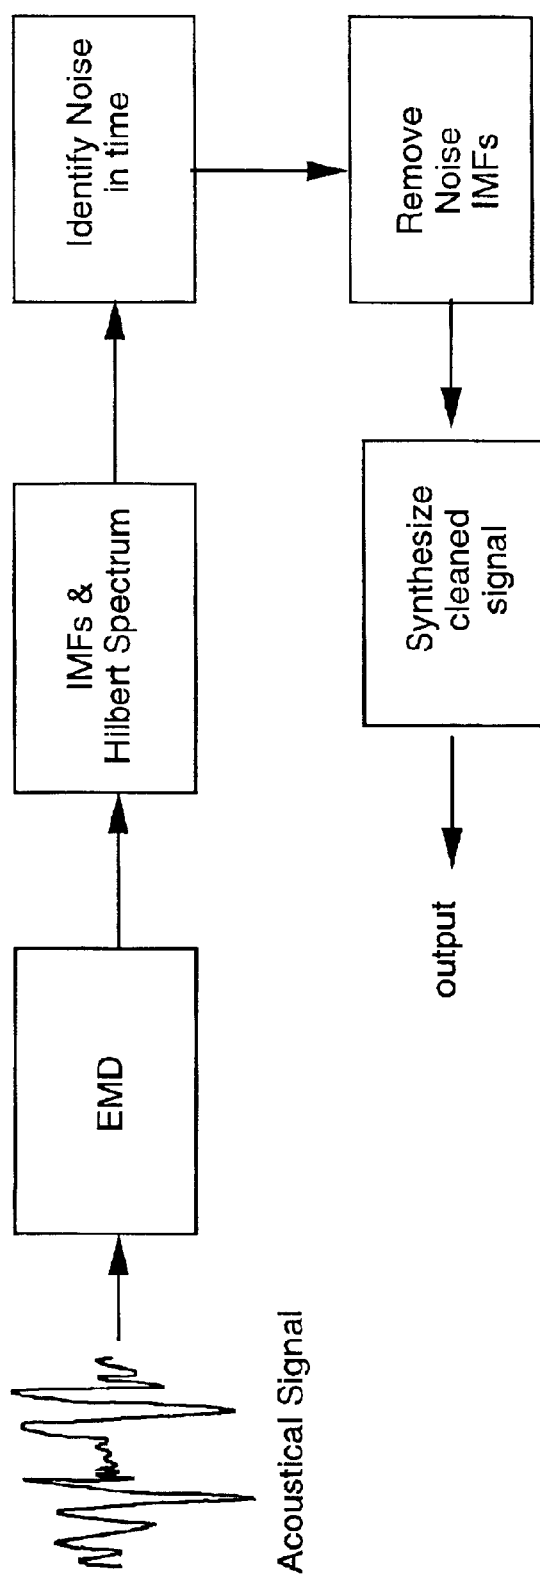 Acoustical Signal
EMD
IMFs &
Hilbert Spectrum
Identify Noise
in time
Remove
Noise
IMFs
Synthesize
cleaned
signal
output